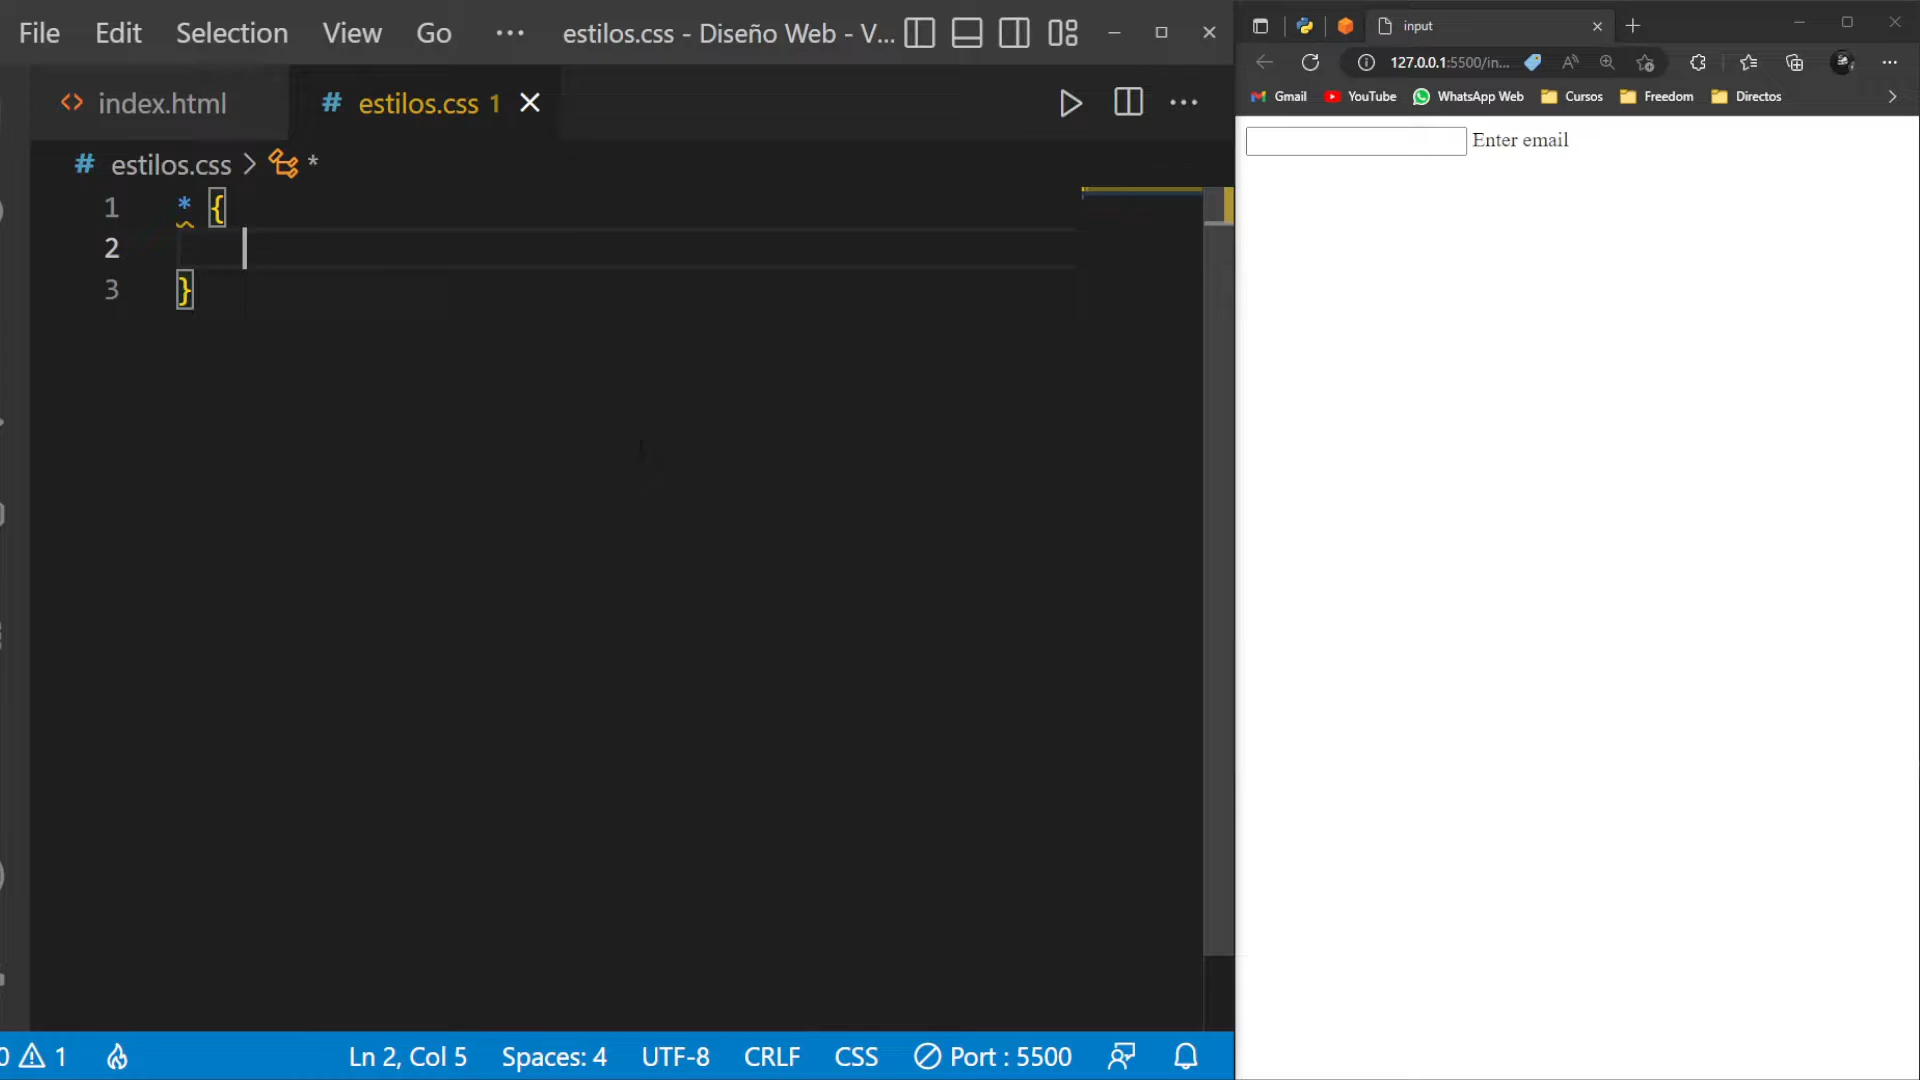 File Edit Selection View Go ··· estilos.css - Diseño Web - V...
index.html # estilos.css 1
# estilos.css > *
1 * {
2
3 }
0 1 Ln 2, Col 5 Spaces: 4 UTF-8 CRLF CSS Port : 5500
input
127.0.0.1:5500/in...
Gmail YouTube WhatsApp Web Cursos Freedom Directos
Enter email